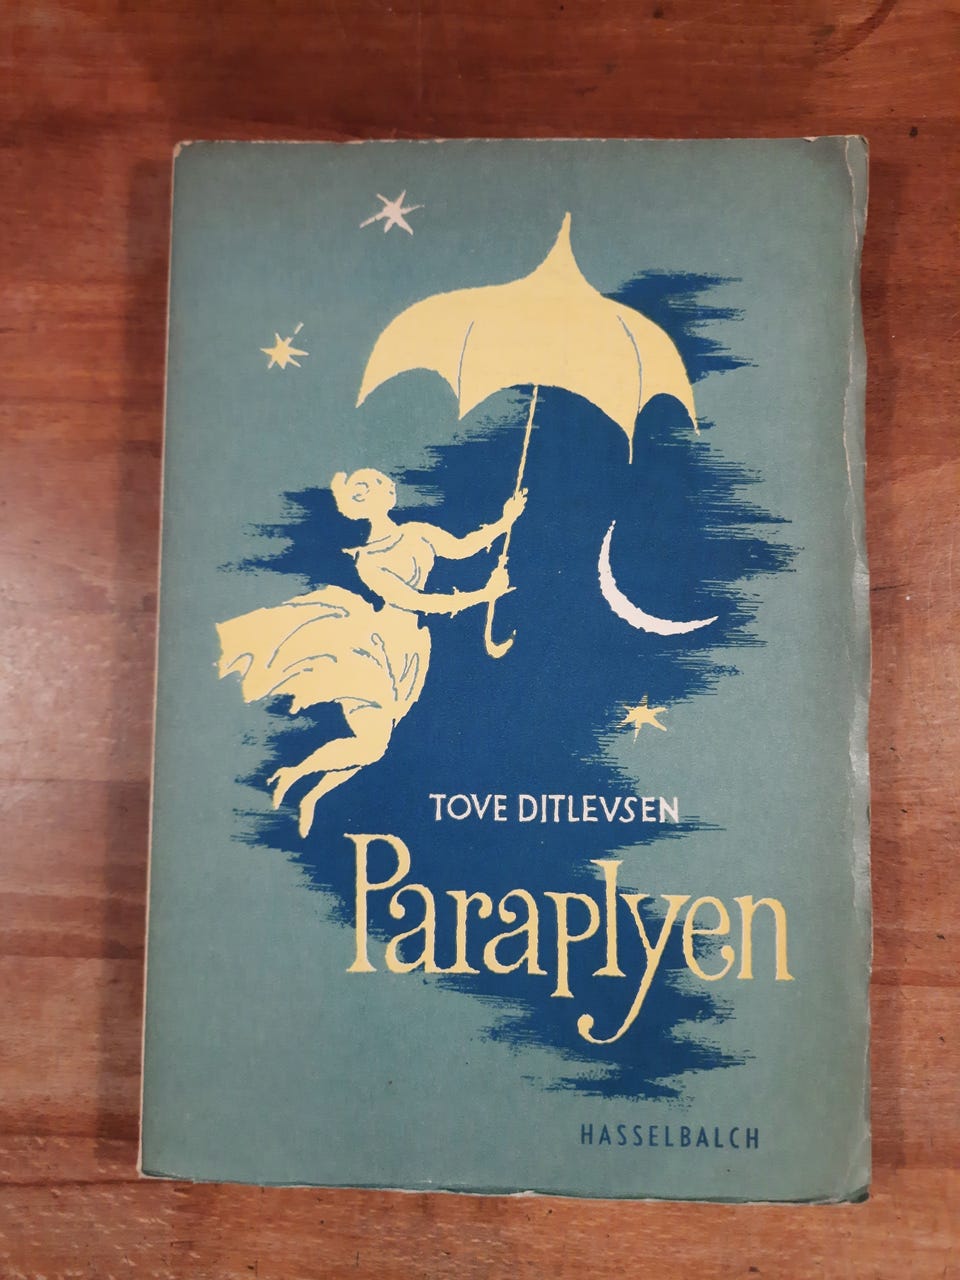 TOVE DITLEVSEN
Paraplyen
HASSELBALCH